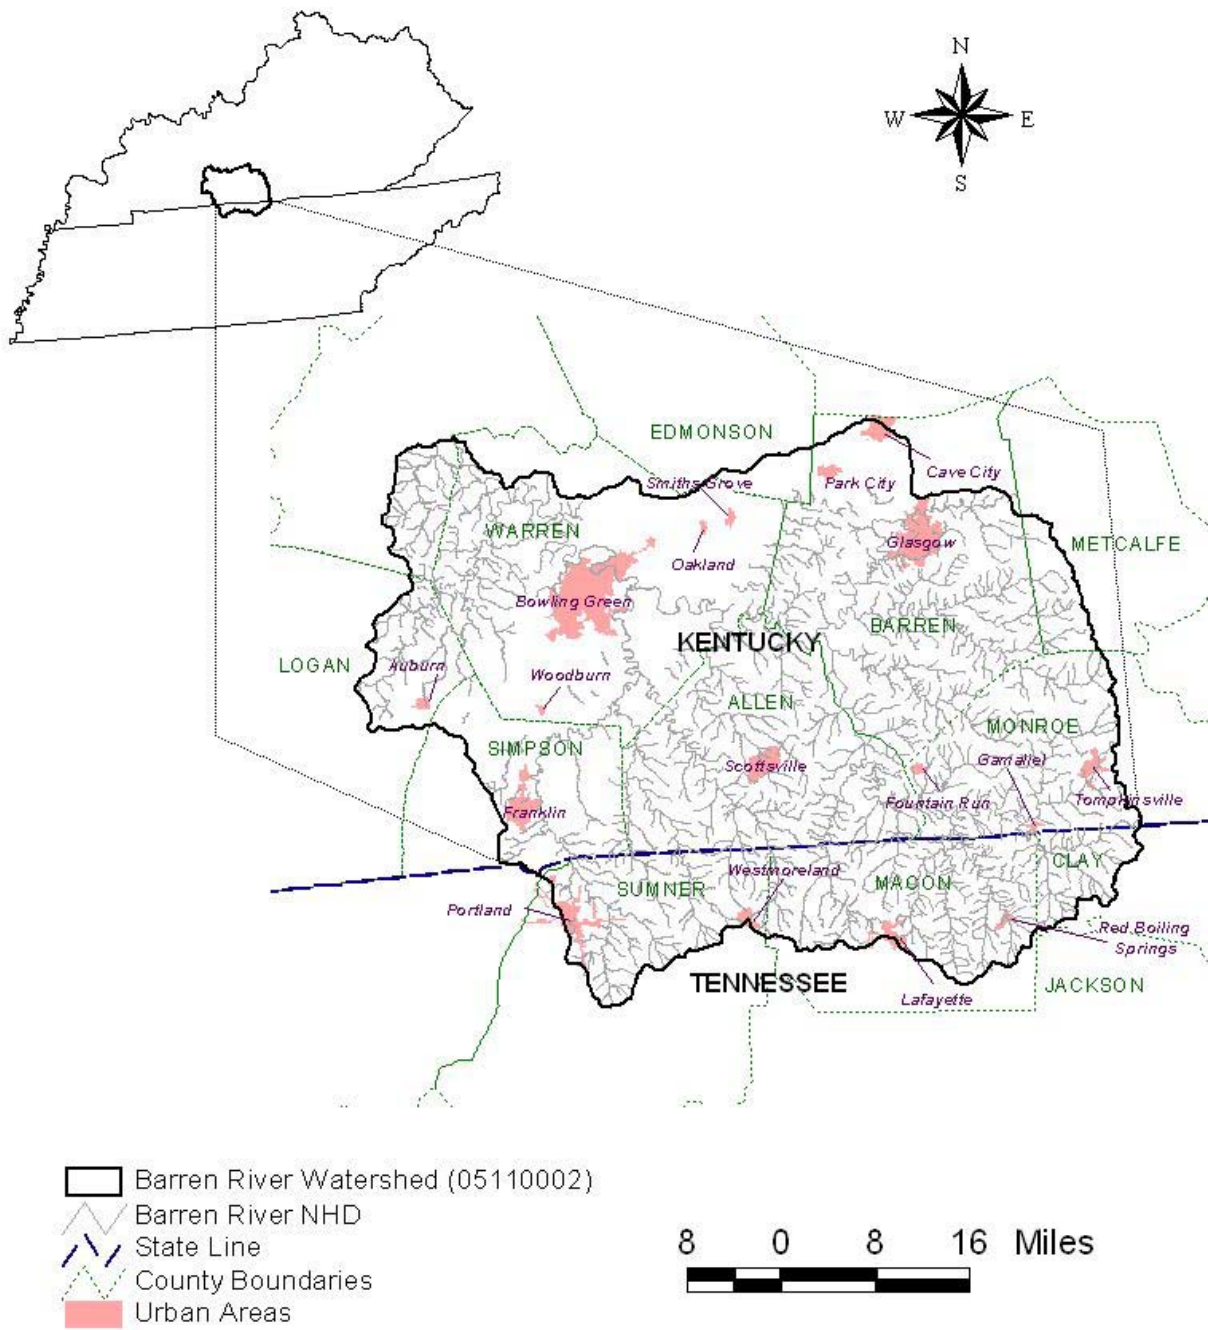 N
W E
S
EDMONSON
Cave City
Smiths Grove
Park City
WARREN
Glasgow
METCALFE
Oakland
Bowling Green
BARREN
KENTUCKY
LOGAN
Auburn
Woodburn
ALLEN
MONROE
SIMPSON
Gamaliel
Scottsville
Fountain Run
Tompkinsville
Franklin
CLAY
Westmoreland
SUMNER
MACON
Portland
Red Boiling
Springs
TENNESSEE
JACKSON
Lafayette
Barren River Watershed (05110002)
Barren River NHD
State Line
County Boundaries
Urban Areas
8 0 8 16 Miles